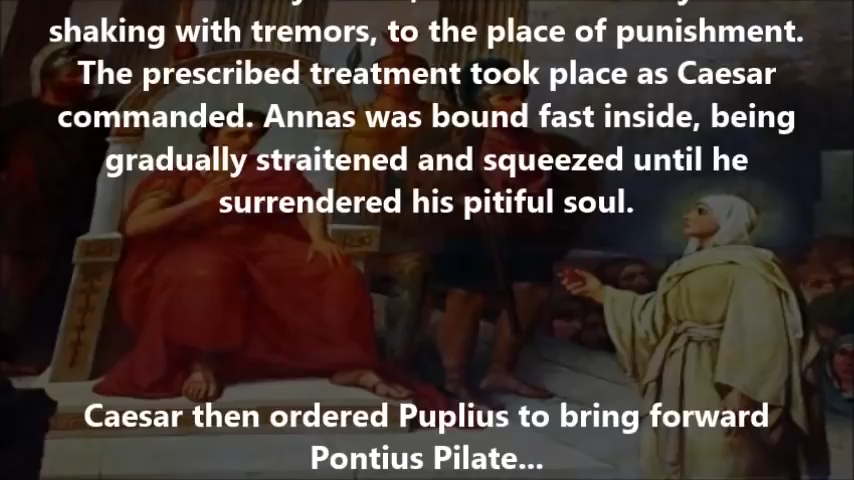 shaking with tremors, to the place of punishment.
The prescribed treatment took place as Caesar
commanded. Annas was bound fast inside, being
gradually straitened and squeezed until he
surrendered his pitiful soul.
Caesar then ordered Puplius to bring forward
Pontius Pilate...